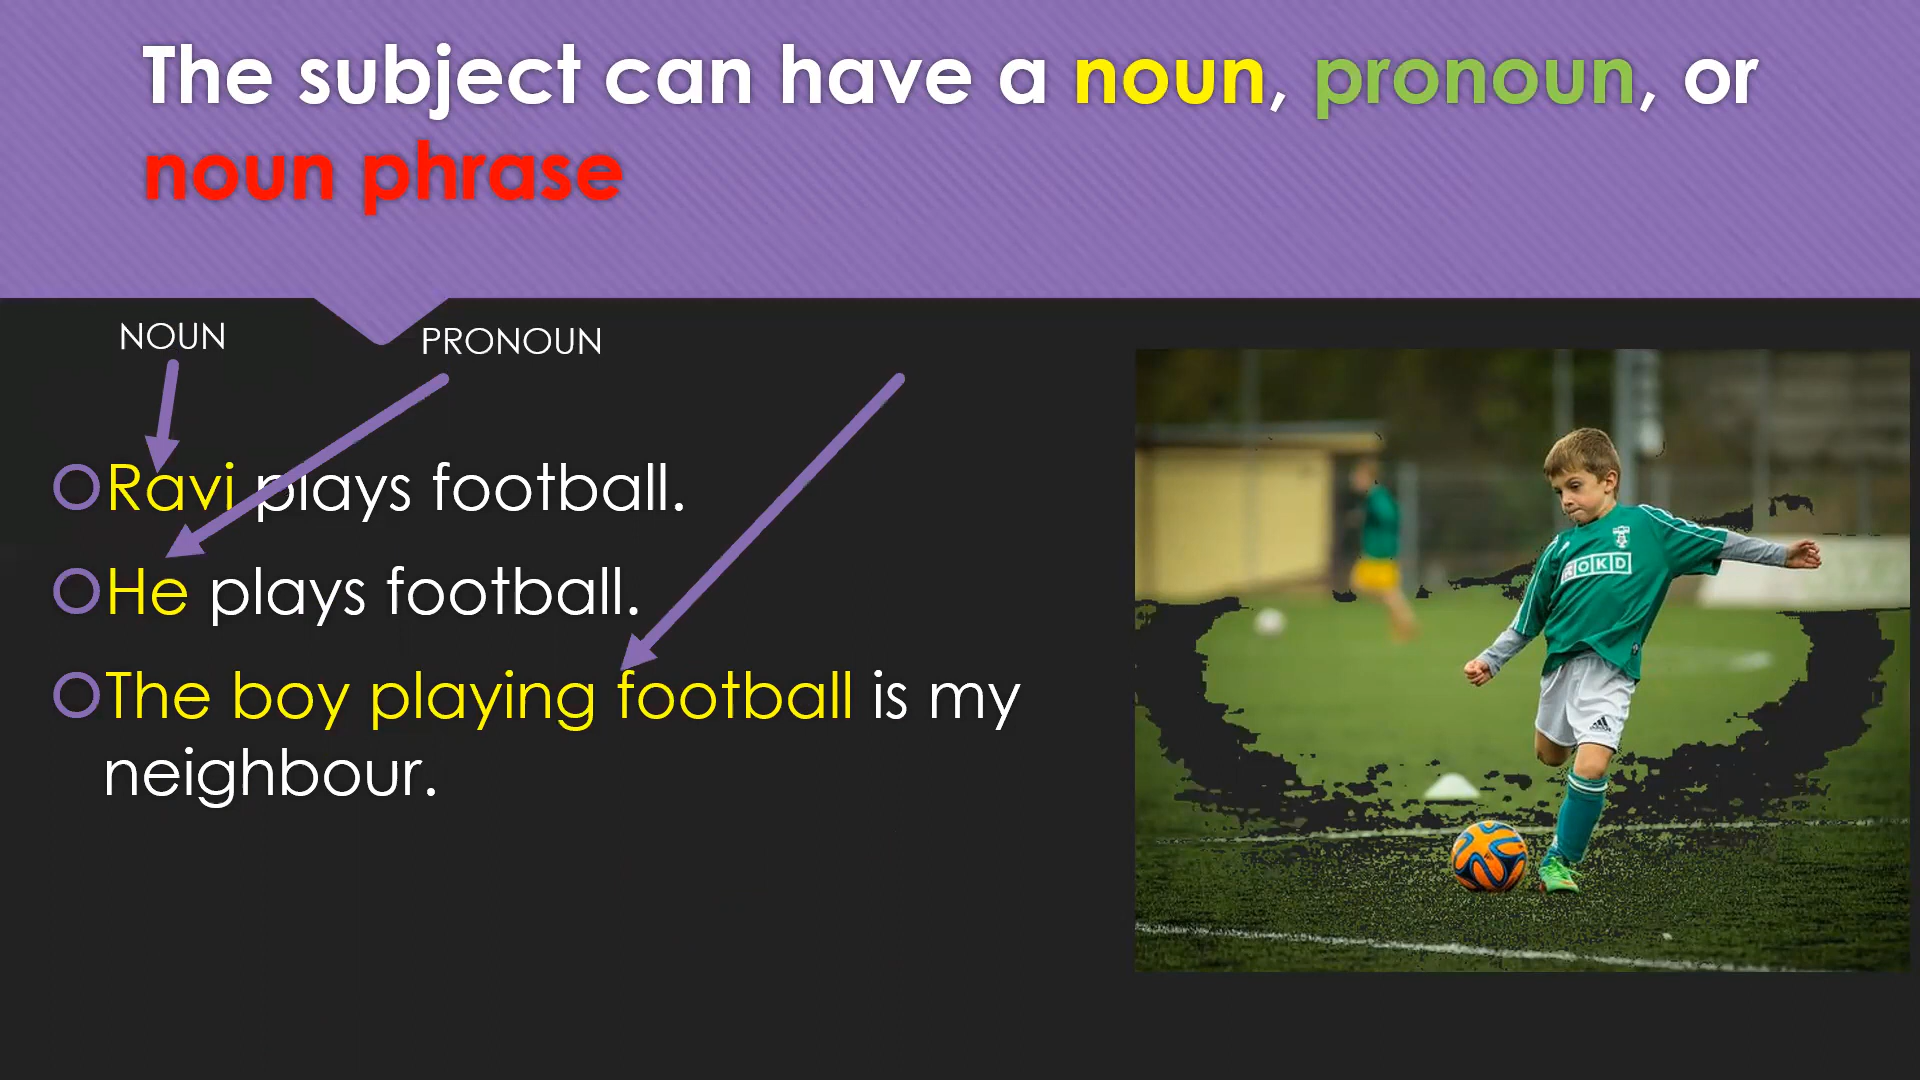 The subject can have a noun, pronoun, or
noun phrase
NOUN
PRONOUN
Ravi plays football.
He plays football.
The boy playing football is my
neighbour.
OKD